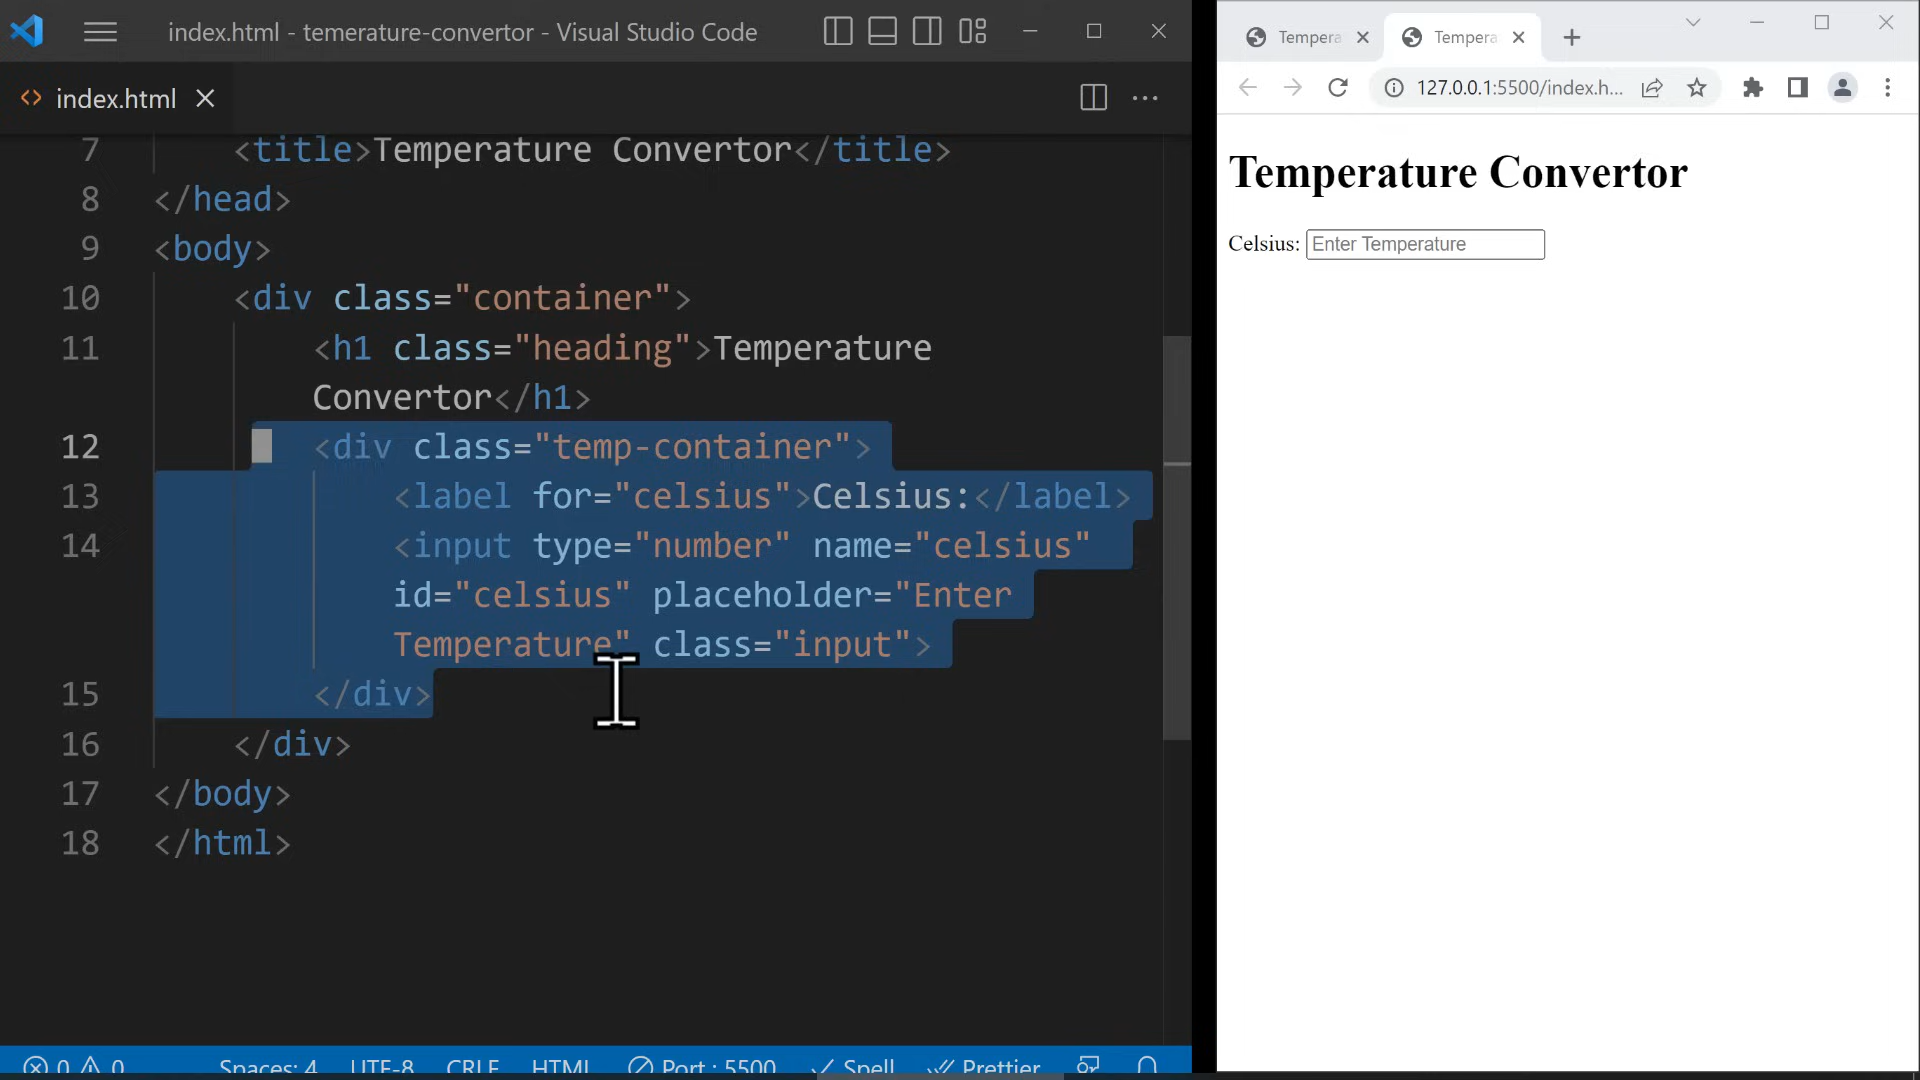 index.html - temerature-convertor - Visual Studio Code
index.html
7 <title>Temperature Convertor</title>
8 </head>
9 <body>
10 <div class="container">
11 <h1 class="heading">Temperature
Convertor</h1>
12 <div class="temp-container">
13 <label for="celsius">Celsius:</label>
14 <input type="number" name="celsius"
id="celsius" placeholder="Enter
Temperature" class="input">
15 </div>
16 </div>
17 </body>
18 </html>
0 0 Spaces: 4 UTF-8 CRLF HTML Port : 5500 Spell Prettier
Tempera Tempera
127.0.0.1:5500/index.h...
Temperature Convertor
Celsius: Enter Temperature